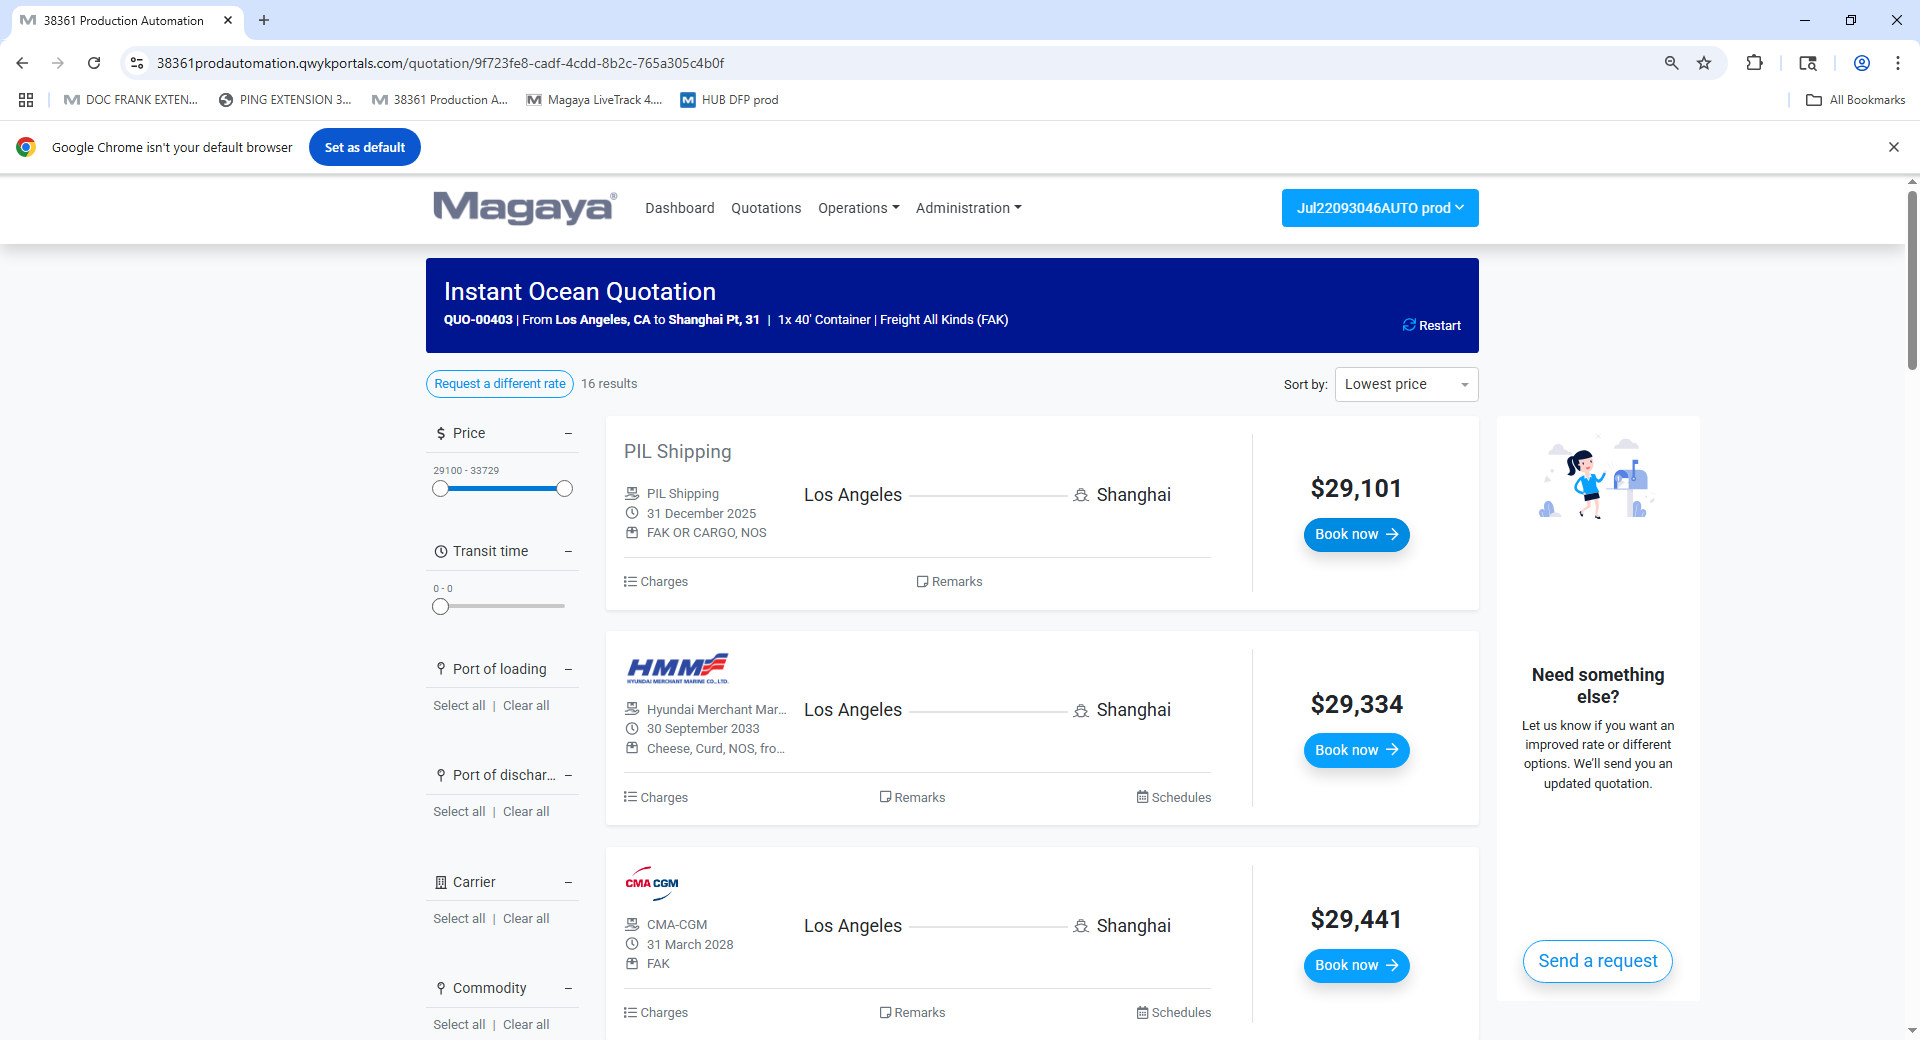 38361 Production Automation
38361prodautomation.qwykportals.com/quotation/9f723fe8-cadf-4cdd-8b2c-765a305c4b0f
DOC FRANK EXTEN... PING EXTENSION 3... 38361 Production A... Magaya LiveTrack 4.... HUB DFP prod All Bookmarks
Google Chrome isn't your default browser Set as default
Magaya® Dashboard Quotations Operations Administration Jul22093046AUTO prod
Instant Ocean Quotation
QUO-00403 | From Los Angeles, CA to Shanghai Pt, 31 | 1x 40' Container | Freight All Kinds (FAK)
Restart
Request a different rate 16 results Sort by: Lowest price
$ Price –
29100 - 33729
Transit time –
0 - 0
Port of loading –
Select all | Clear all
Port of dischar... –
Select all | Clear all
Carrier –
Select all | Clear all
Commodity –
Select all | Clear all
PIL Shipping
PIL Shipping
31 December 2025
FAK OR CARGO, NOS
Los Angeles Shanghai
$29,101
Book now
Charges Remarks
HMM
HYUNDAI MERCHANT MARINE CO., LTD.
Hyundai Merchant Mar...
30 September 2033
Cheese, Curd, NOS, fro...
Los Angeles Shanghai
$29,334
Book now
Charges Remarks Schedules
CMA CGM
CMA-CGM
31 March 2028
FAK
Los Angeles Shanghai
$29,441
Book now
Charges Remarks Schedules
Need something
else?
Let us know if you want an
improved rate or different
options. We'll send you an
updated quotation.
Send a request